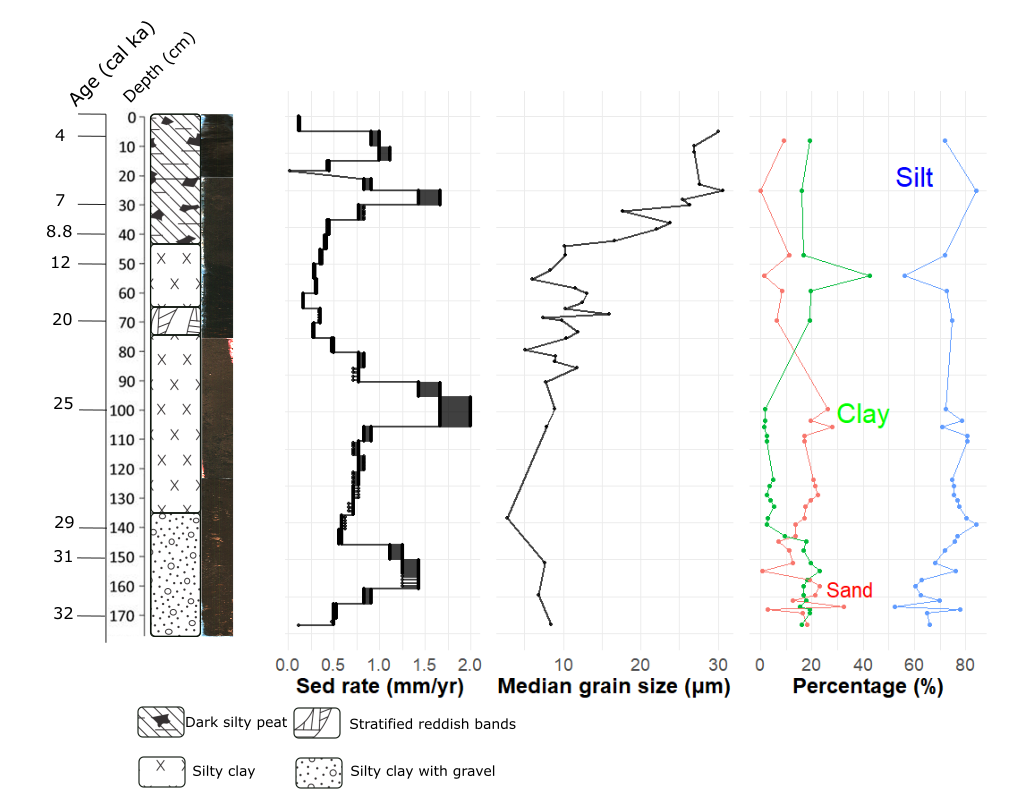 Age (cal ka)
Depth (cm)
0
4
10
20
7
30
8.8
40
12
50
60
20
70
80
90
25
100
110
120
130
29
140
31
150
160
32
170
Silt
Clay
Sand
0.0 0.5 1.0 1.5 2.0
10 20 30
0 20 40 60 80
Sed rate (mm/yr)
Median grain size (µm)
Percentage (%)
Dark silty peat
Stratified reddish bands
Silty clay
Silty clay with gravel